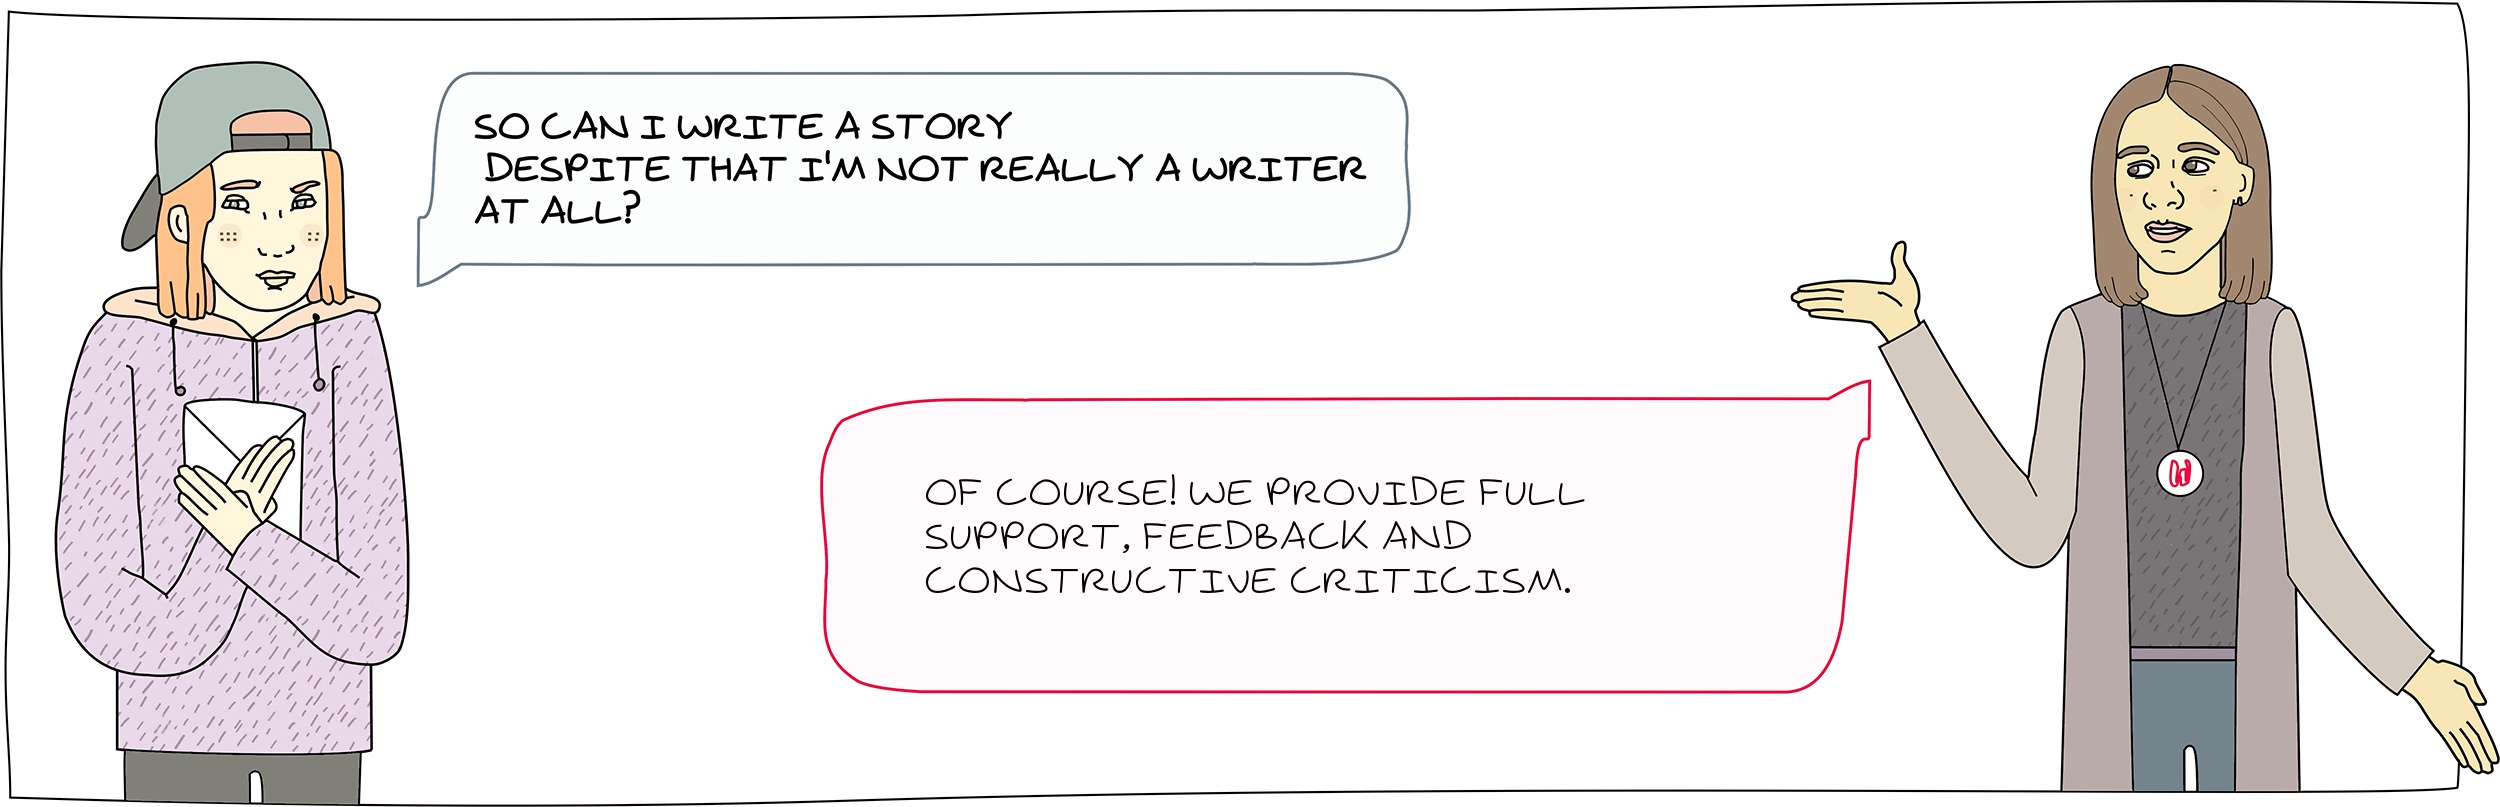 SO CAN I WRITE A STORY
DESPITE THAT I'M NOT REALLY A WRITER
AT ALL?
OF COURSE! WE PROVIDE FULL
SUPPORT, FEEDBACK AND
CONSTRUCTIVE CRITICISM.